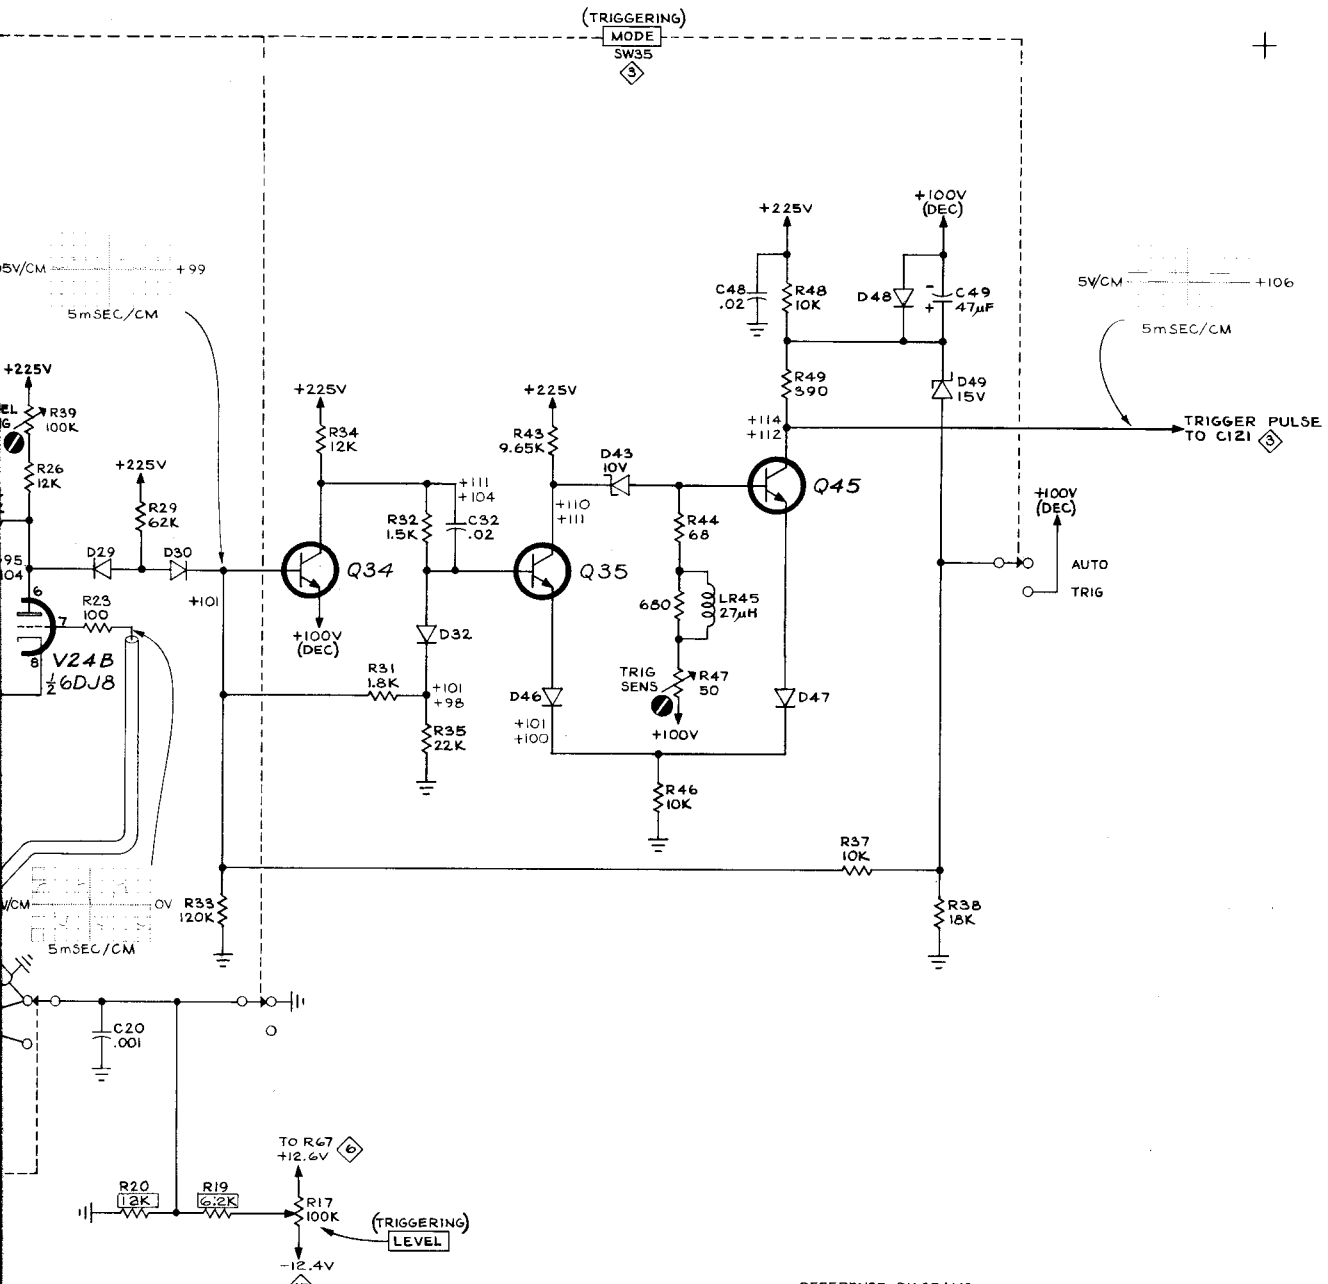 (TRIGGERING)
MODE
SW35
3
+225V
+100V
(DEC)
5V/CM
+99
5mSEC/CM
C48
.02
R48
10K
D48
-
+
C49
47µF
5V/CM
+106
5mSEC/CM
+225V
R39
100K
+225V
R34
12K
+225V
R43
9.65K
R49
390
D49
15V
+114
+112
TRIGGER PULSE
TO C121
3
R26
12K
+225V
R29
62K
D43
10V
Q45
+111
+104
R32
1.5K
C32
.02
+110
+111
R44
68
+100V
(DEC)
D29
D30
Q34
Q35
AUTO
TRIG
6
+101
R23
100
7
8
V24B
½6DJ8
+100V
(DEC)
D32
680
LR45
27µH
R31
1.8K
+101
+98
D46
TRIG
SENS
R47
50
D47
+101
+100
+100V
R35
22K
R46
10K
R37
10K
V/CM
0V
5mSEC/CM
R33
120K
R38
18K
C20
.001
TO R67
+12.6V
6
R20
R19
6.2K
R17
100K
(TRIGGERING)
LEVEL
-12.4V